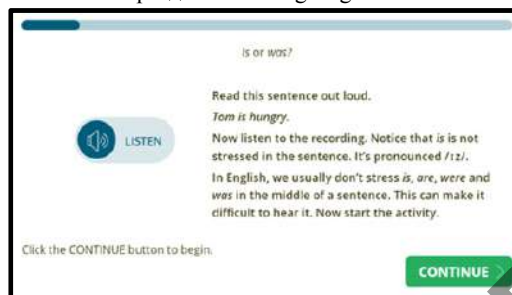 is or was?
Read this sentence out loud.
Tom is hungry.
LISTEN
Now listen to the recording. Notice that is is not
stressed in the sentence. It's pronounced /ɪz/.
In English, we usually don't stress is, are, were and
was in the middle of a sentence. This can make it
difficult to hear it. Now start the activity.
Click the CONTINUE button to begin.
CONTINUE